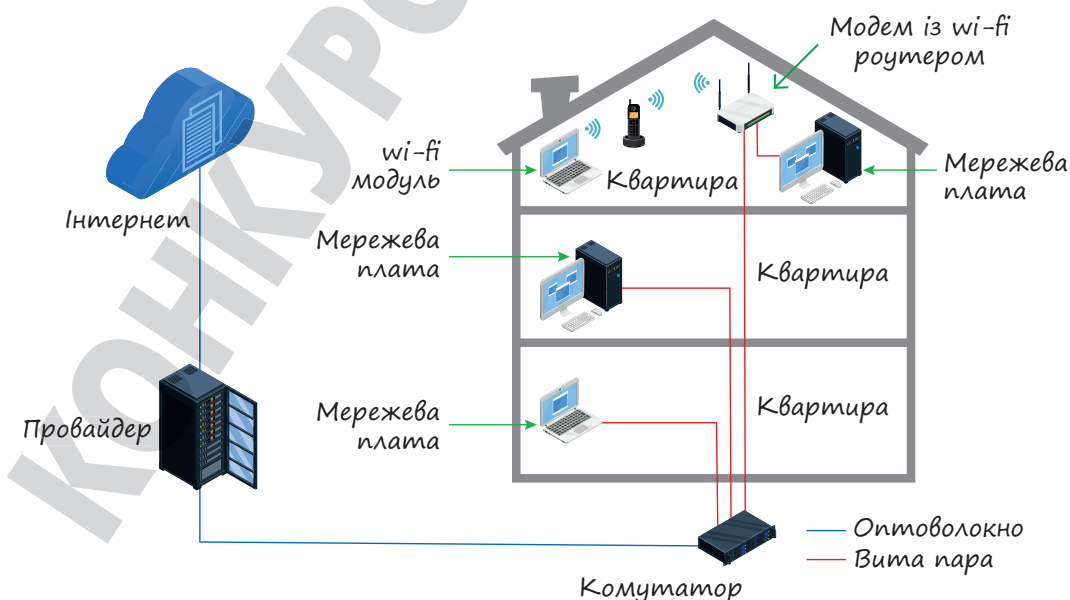 Модем із wi-fi
роутером
wi-fi
модуль
Квартира
Мережева
плата
Інтернет
Мережева
плата
Квартира
Провайдер
Мережева
плата
Квартира
Оптоволокно
Вита пара
Комутатор
КОНКУРС